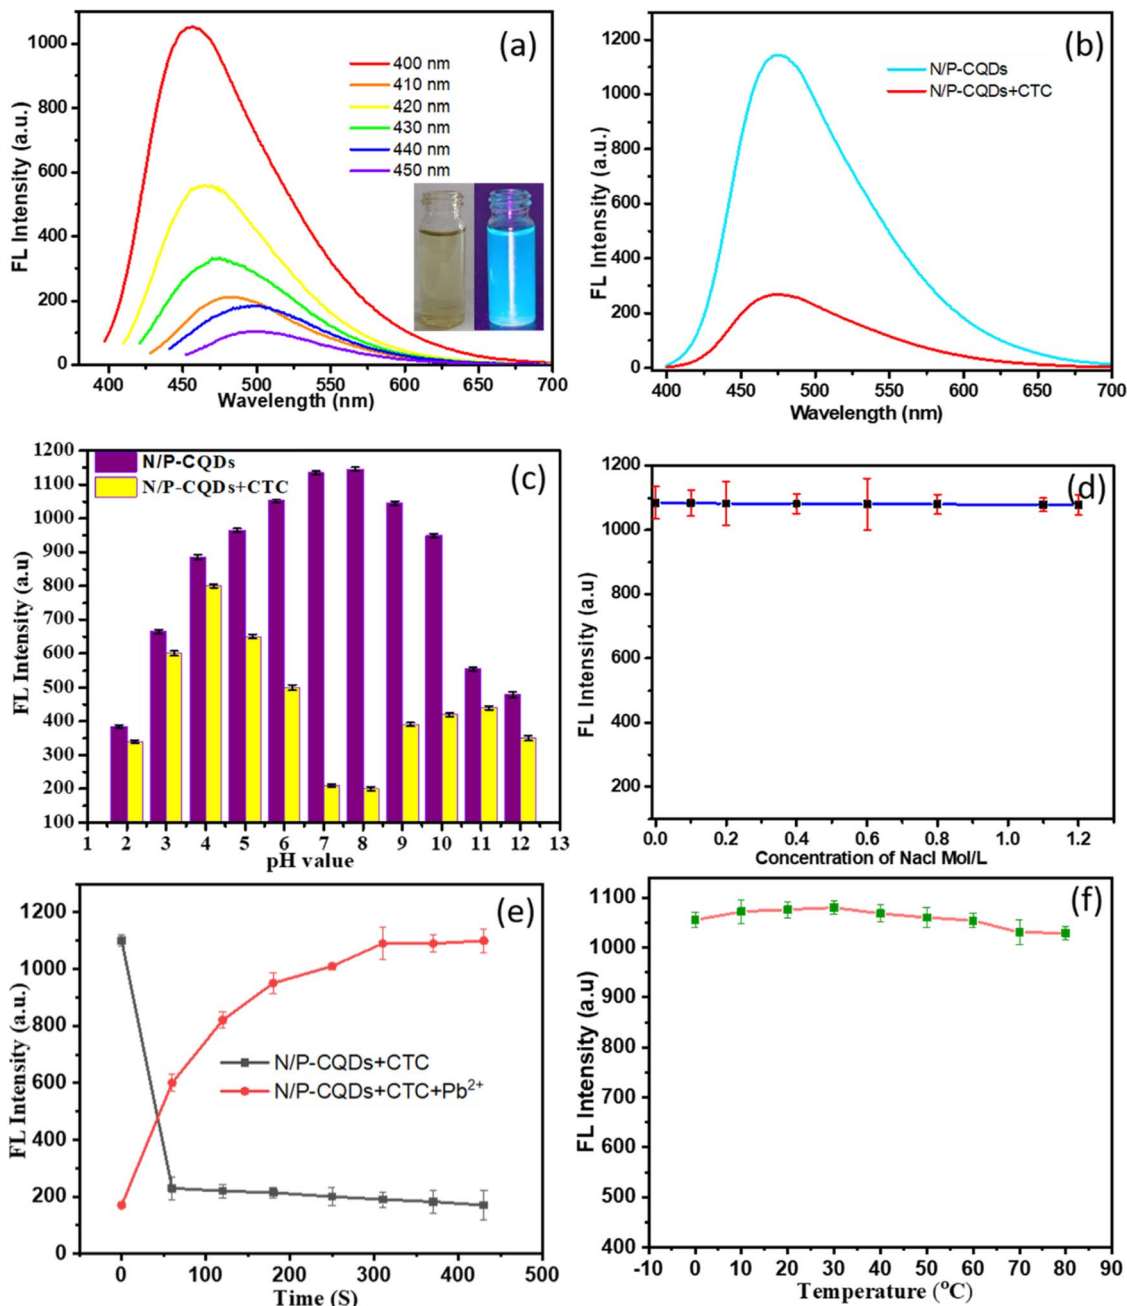 (a)
400 nm
410 nm
420 nm
430 nm
440 nm
450 nm
FL Intensity (a.u.)
1000
800
600
400
200
0
400 450 500 550 600 650 700
Wavelength (nm)
(b)
N/P-CQDs
N/P-CQDs+CTC
FL Intensity (a.u.)
1200
1000
800
600
400
200
0
400 450 500 550 600 650 700
Wavelength (nm)
(c)
N/P-CQDs
N/P-CQDs+CTC
FL Intensity (a.u)
1200
1100
1000
900
800
700
600
500
400
300
200
100
1 2 3 4 5 6 7 8 9 10 11 12 13
pH value
(d)
FL Intensity (a.u)
1200
1000
800
600
400
200
0.0 0.2 0.4 0.6 0.8 1.0 1.2
Concentration of Nacl Mol/L
(e)
N/P-CQDs+CTC
N/P-CQDs+CTC+Pb²⁺
FL Intensity (a.u.)
1200
1000
800
600
400
200
0
0 100 200 300 400 500
Time (S)
(f)
FL Intensity (a.u)
1100
1000
900
800
700
600
500
400
-10 0 10 20 30 40 50 60 70 80 90
Temperature (°C)